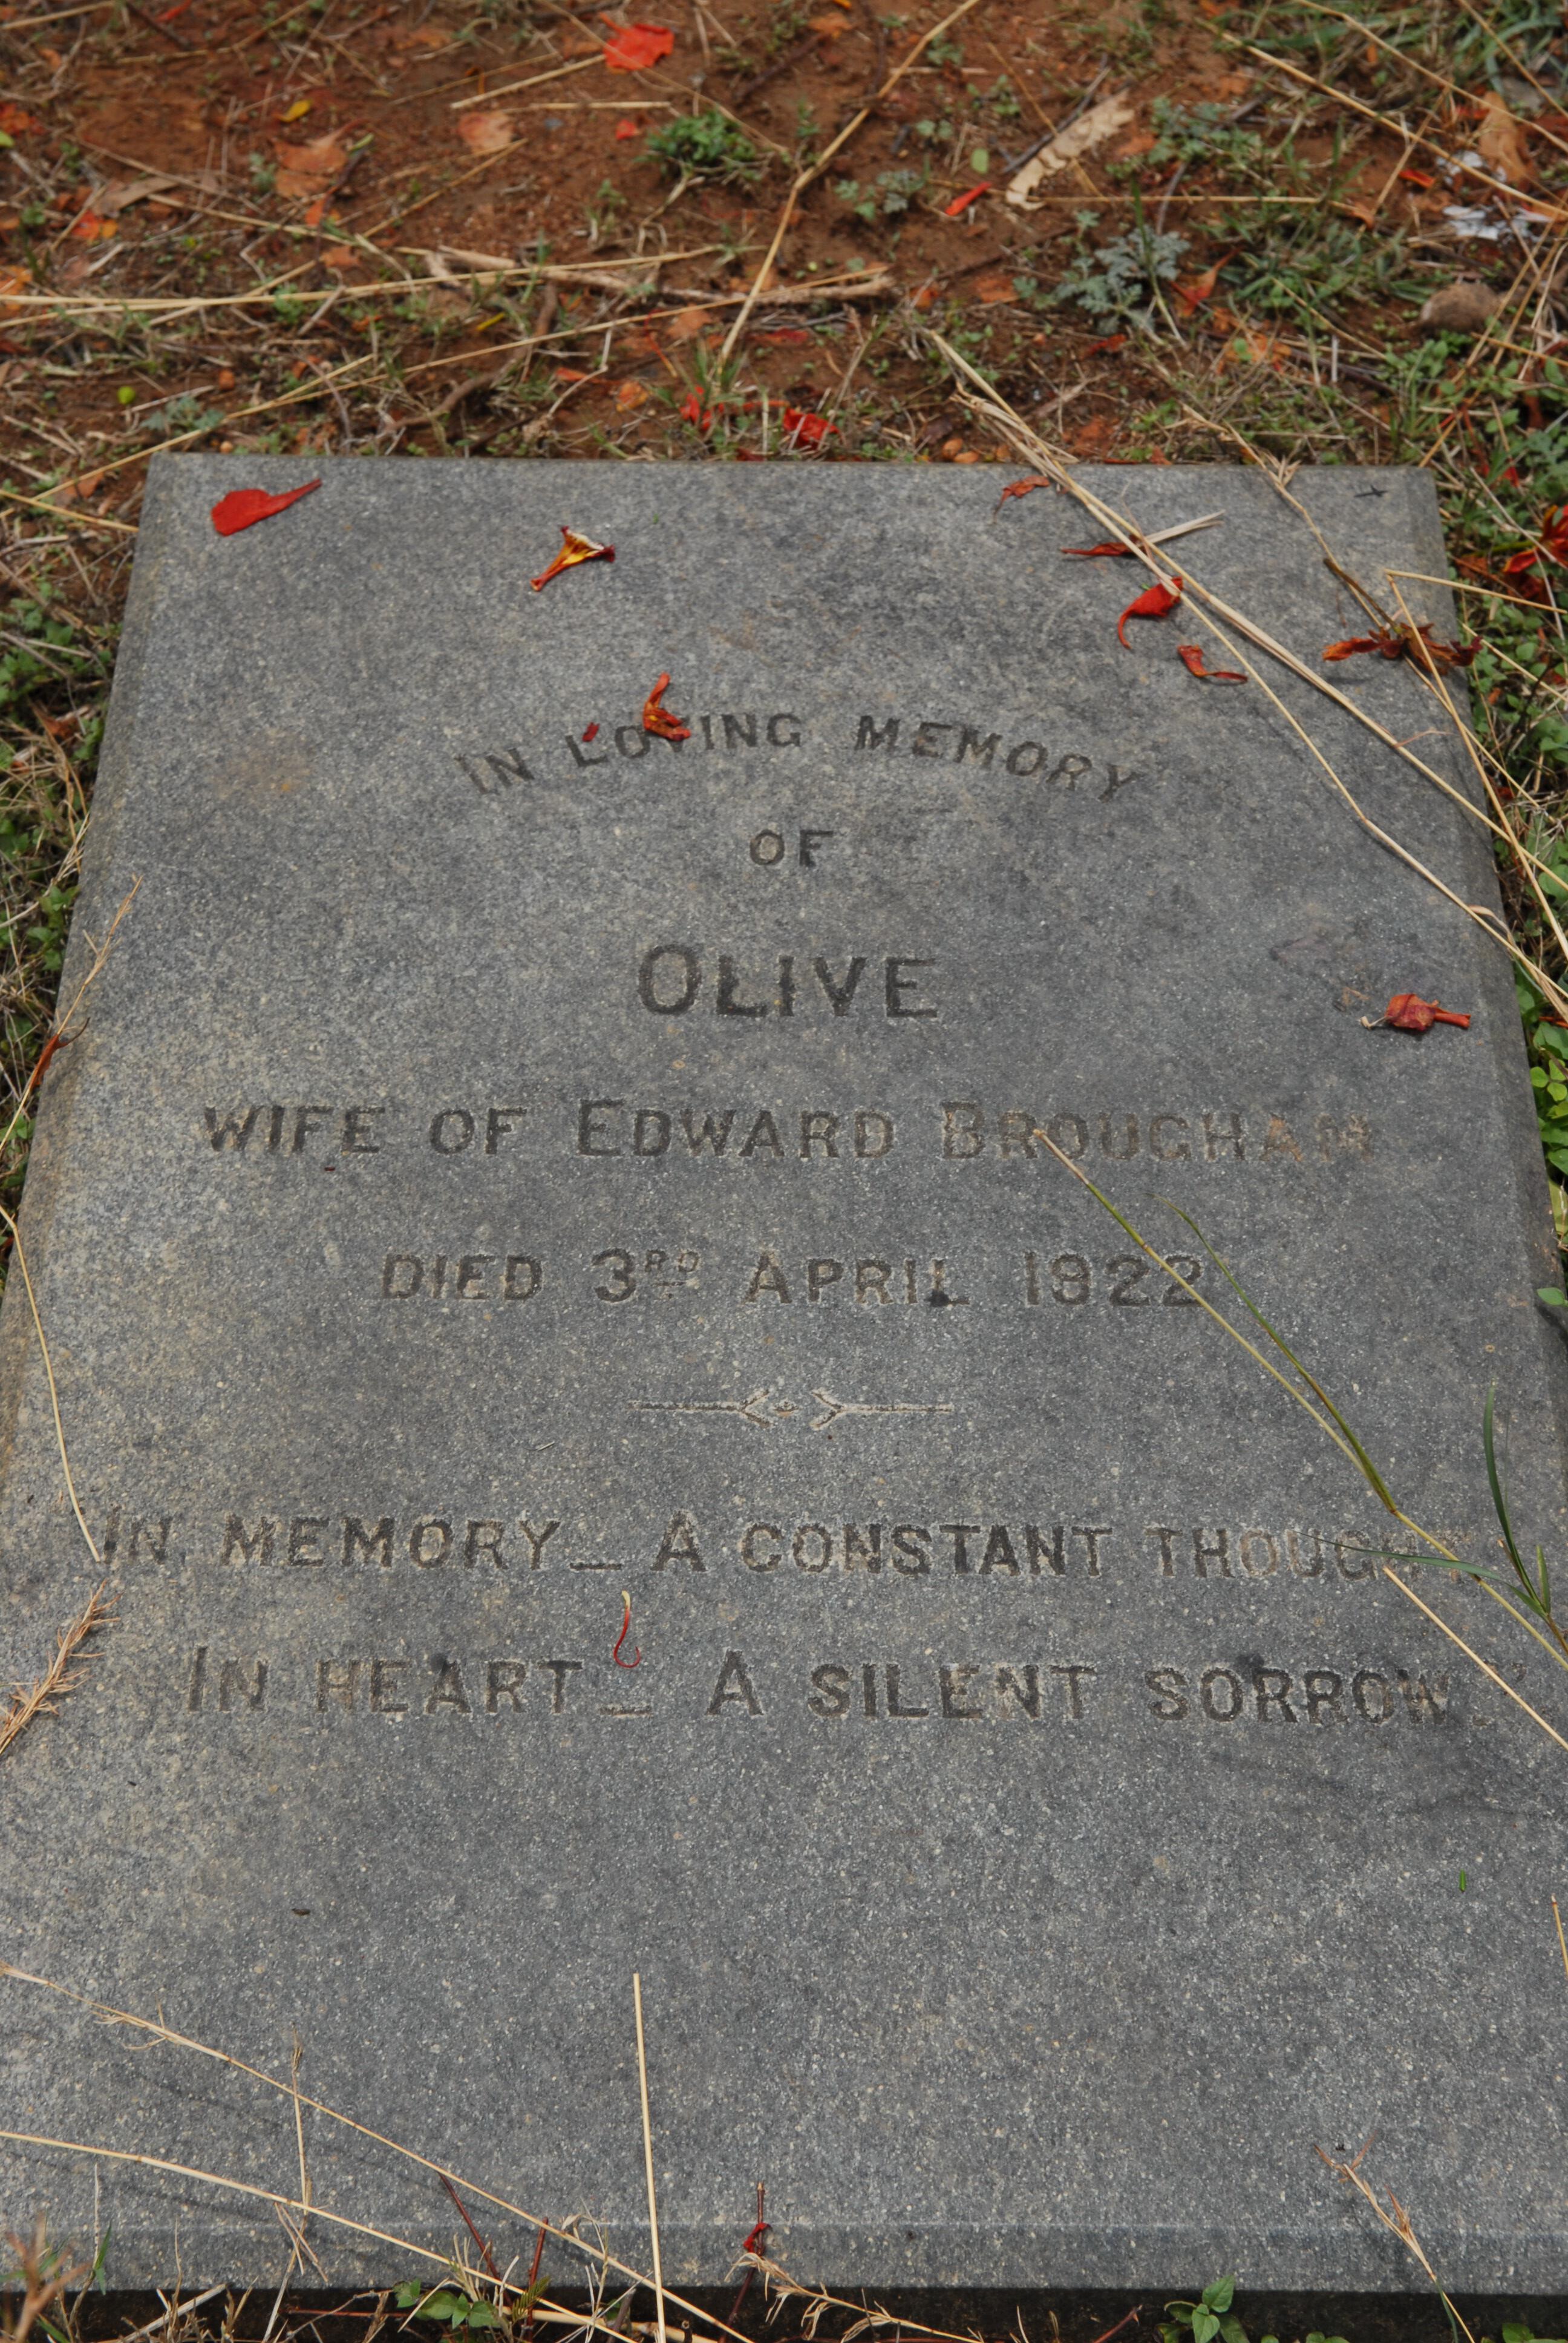 IN LOVING MEMORY
OF
OLIVE
WIFE OF EDWARD BROUGHAM
DIED 3RD APRIL 1922
"IN MEMORY _ A CONSTANT THOUGHT
IN HEART _ A SILENT SORROW."